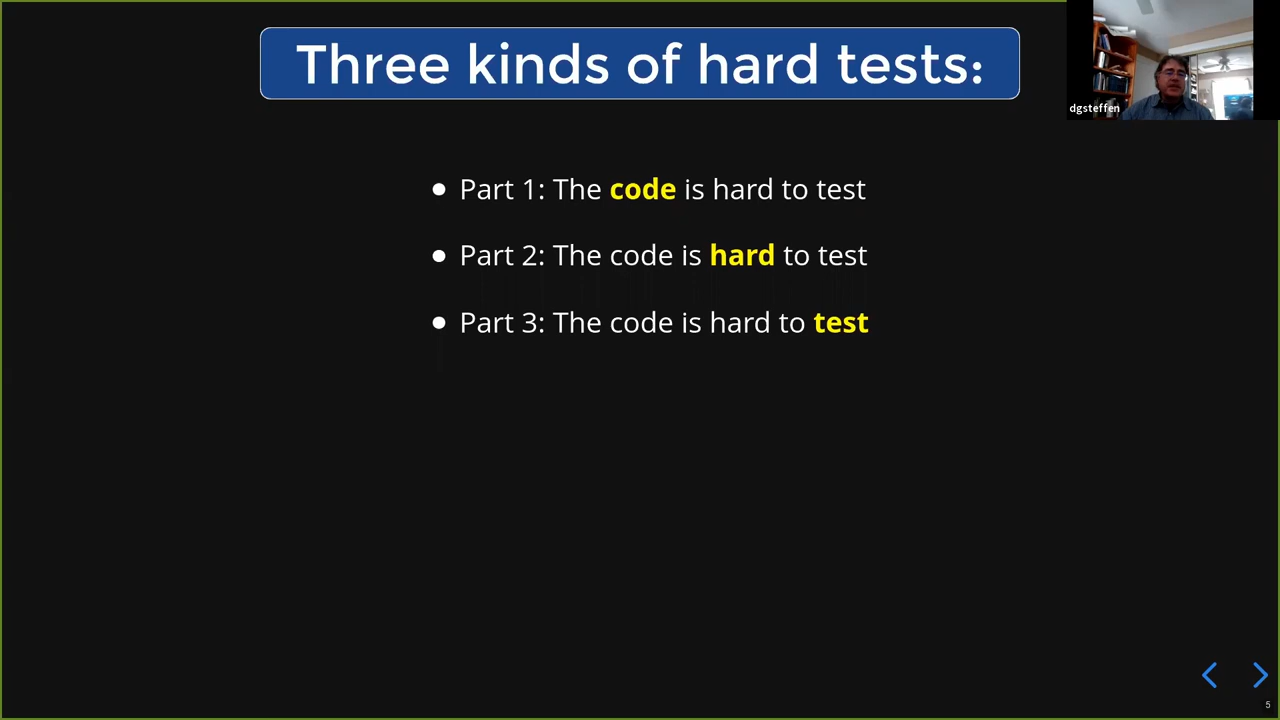 Three kinds of hard tests:
dgsteffen
Part 1: The code is hard to test
Part 2: The code is hard to test
Part 3: The code is hard to test
5